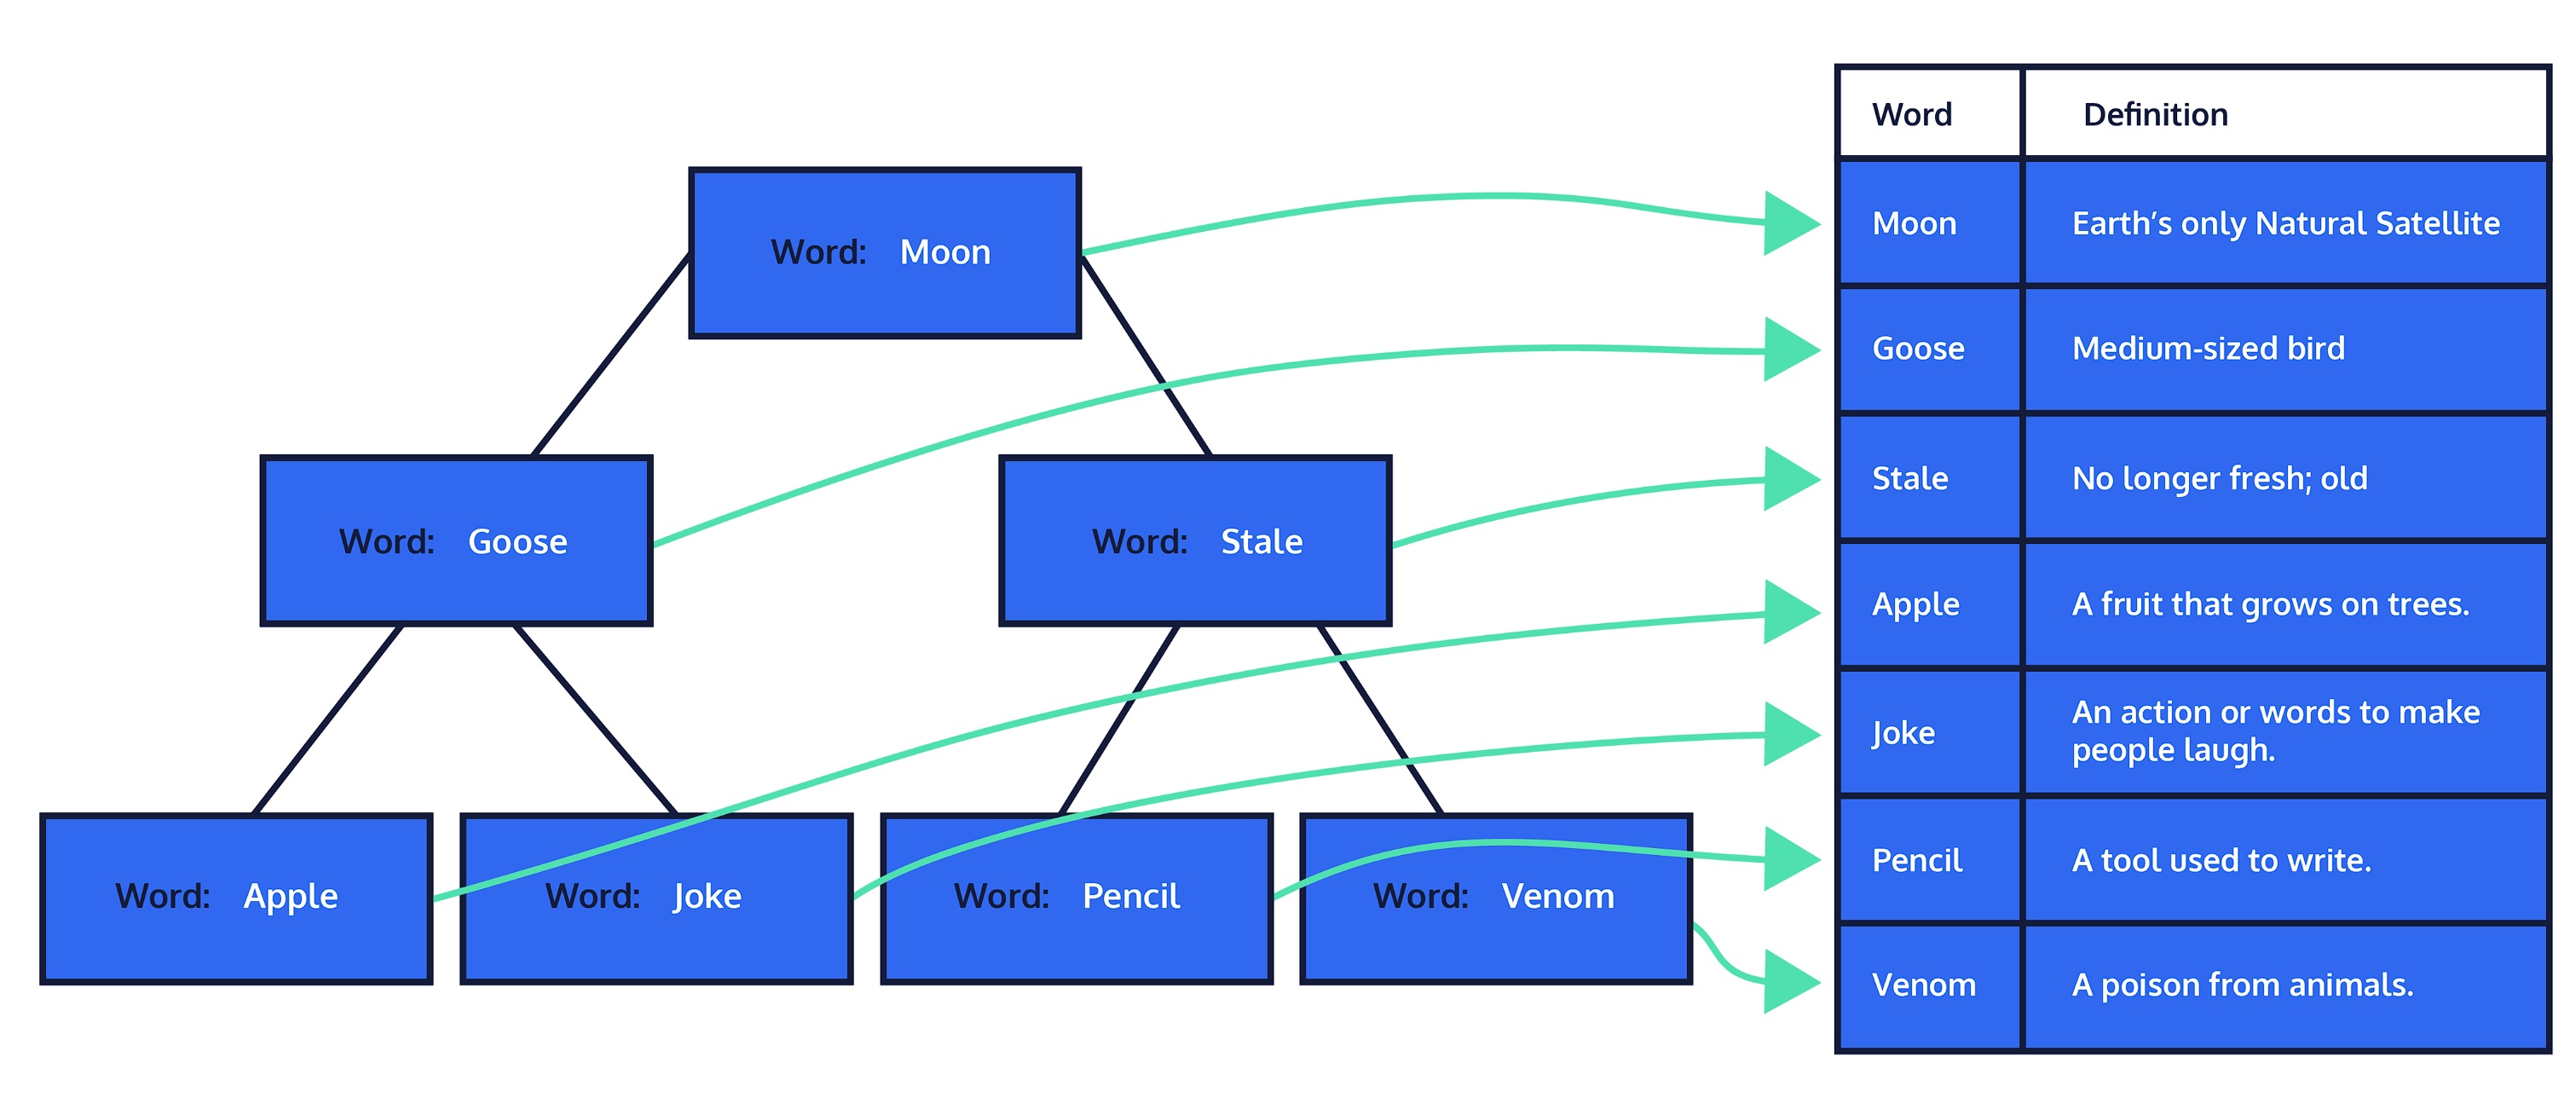 Word: Moon
Word: Goose
Word: Stale
Word: Apple
Word: Joke
Word: Pencil
Word: Venom
Word Definition
Moon Earth's only Natural Satellite
Goose Medium-sized bird
Stale No longer fresh; old
Apple A fruit that grows on trees.
Joke An action or words to make
people laugh.
Pencil A tool used to write.
Venom A poison from animals.